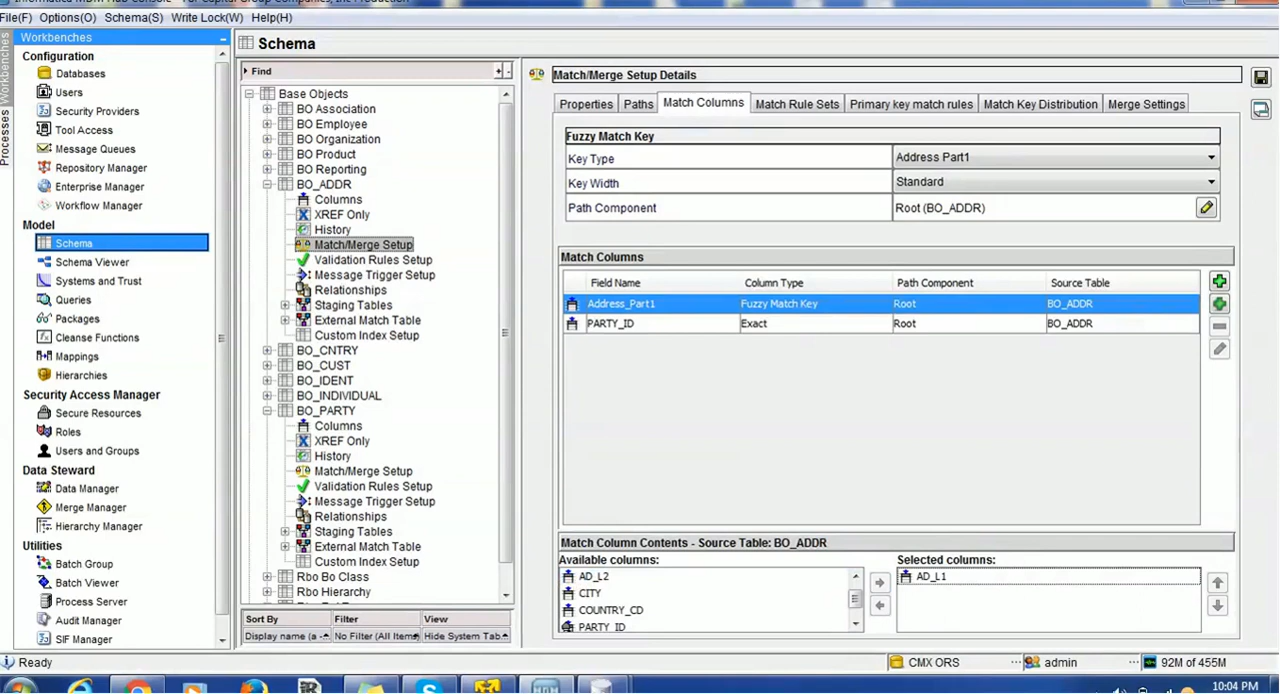 Informatica MDM Hub Console
File(F) Options(O) Schema(S) Write Lock(W) Help(H)
Workbenches
Processes
Workbenches
Configuration
Databases
Users
Security Providers
Tool Access
Message Queues
Repository Manager
Enterprise Manager
Workflow Manager
Model
Schema
Schema Viewer
Systems and Trust
Queries
Packages
Cleanse Functions
Mappings
Hierarchies
Security Access Manager
Secure Resources
Roles
Users and Groups
Data Steward
Data Manager
Merge Manager
Hierarchy Manager
Utilities
Batch Group
Batch Viewer
Process Server
Audit Manager
SIF Manager
Schema
Find
Base Objects
BO Association
BO Employee
BO Organization
BO Product
BO Reporting
BO_ADDR
Columns
XREF Only
History
Match/Merge Setup
Validation Rules Setup
Message Trigger Setup
Relationships
Staging Tables
External Match Table
Custom Index Setup
BO_CNTRY
BO_CUST
BO_IDENT
BO_INDIVIDUAL
BO_PARTY
Columns
XREF Only
History
Match/Merge Setup
Validation Rules Setup
Message Trigger Setup
Relationships
Staging Tables
External Match Table
Custom Index Setup
Rbo Bo Class
Rbo Hierarchy
Sort By Filter View
Display name (a - No Filter (All Items Hide System Tab
Match/Merge Setup Details
Properties Paths Match Columns Match Rule Sets Primary key match rules Match Key Distribution Merge Settings
Fuzzy Match Key
Key Type Address Part1
Key Width Standard
Path Component Root (BO_ADDR)
Match Columns
Field Name Column Type Path Component Source Table
Address_Part1 Fuzzy Match Key Root BO_ADDR
PARTY_ID Exact Root BO_ADDR
Match Column Contents - Source Table: BO_ADDR
Available columns: Selected columns:
AD_L2 AD_L1
CITY
COUNTRY_CD
PARTY_ID
Ready CMX ORS admin 92M of 455M
10:04 PM